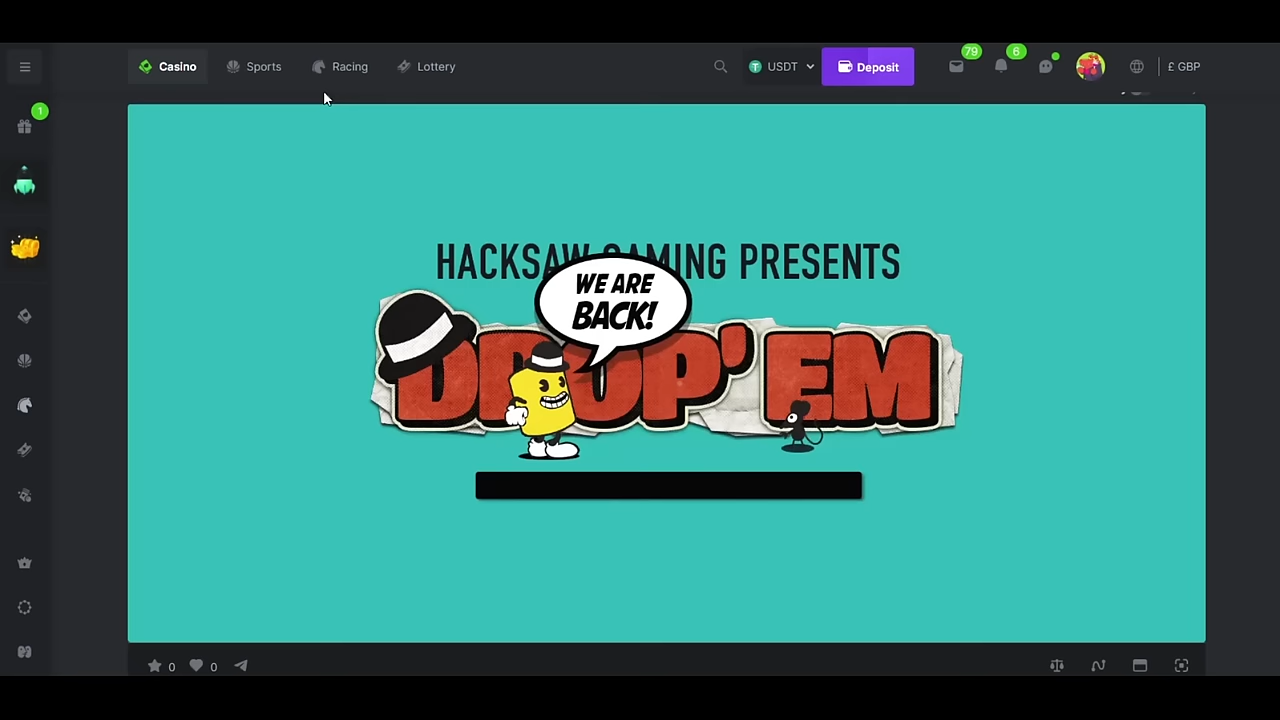 Casino Sports Racing Lottery USDT Deposit 79 6 £ GBP
1
HACKSAW GAMING PRESENTS
WE ARE
BACK!
DROP'EM
0 0